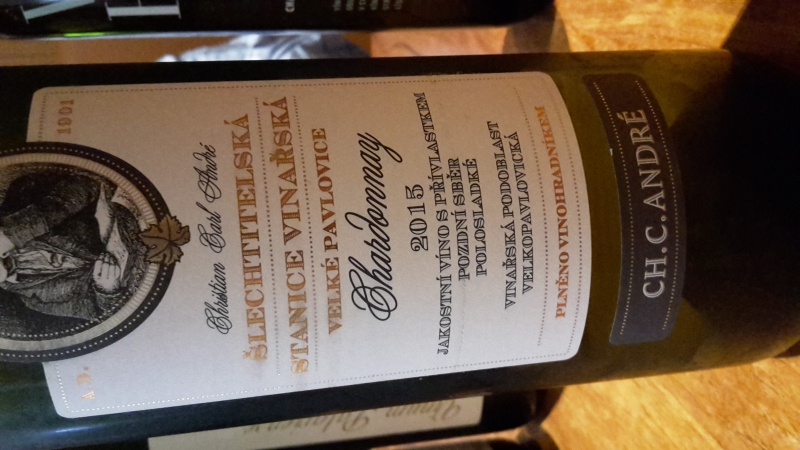 A.D. 1901
Christian Carl André
ŠLECHTITELSKÁ
STANICE VINAŘSKÁ
VELKÉ PAVLOVICE
Chardonnay
2015
JAKOSTNÍ VÍNO S PŘÍVLASTKEM
POZDNÍ SBĚR
POLOSLADKÉ
VINAŘSKÁ PODOBLAST
VELKOPAVLOVICKÁ
PLNĚNO VINOHRADNÍKEM
CH.C.ANDRÉ